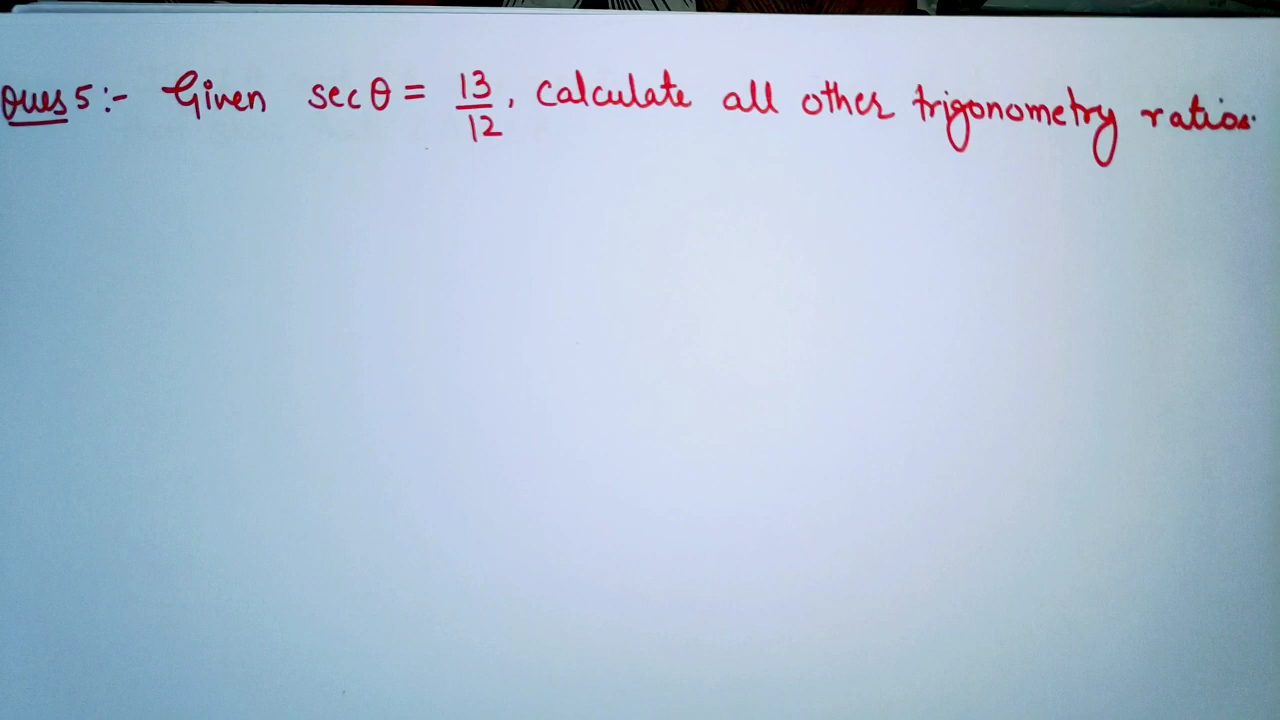 Ques 5:- Given sec θ = 13/12, calculate all other trigonometry ratios.